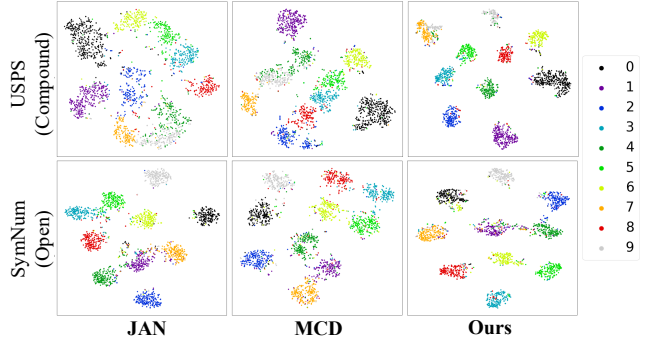 USPS
(Compound)
SymNum
(Open)
JAN
MCD
Ours
0
1
2
3
4
5
6
7
8
9